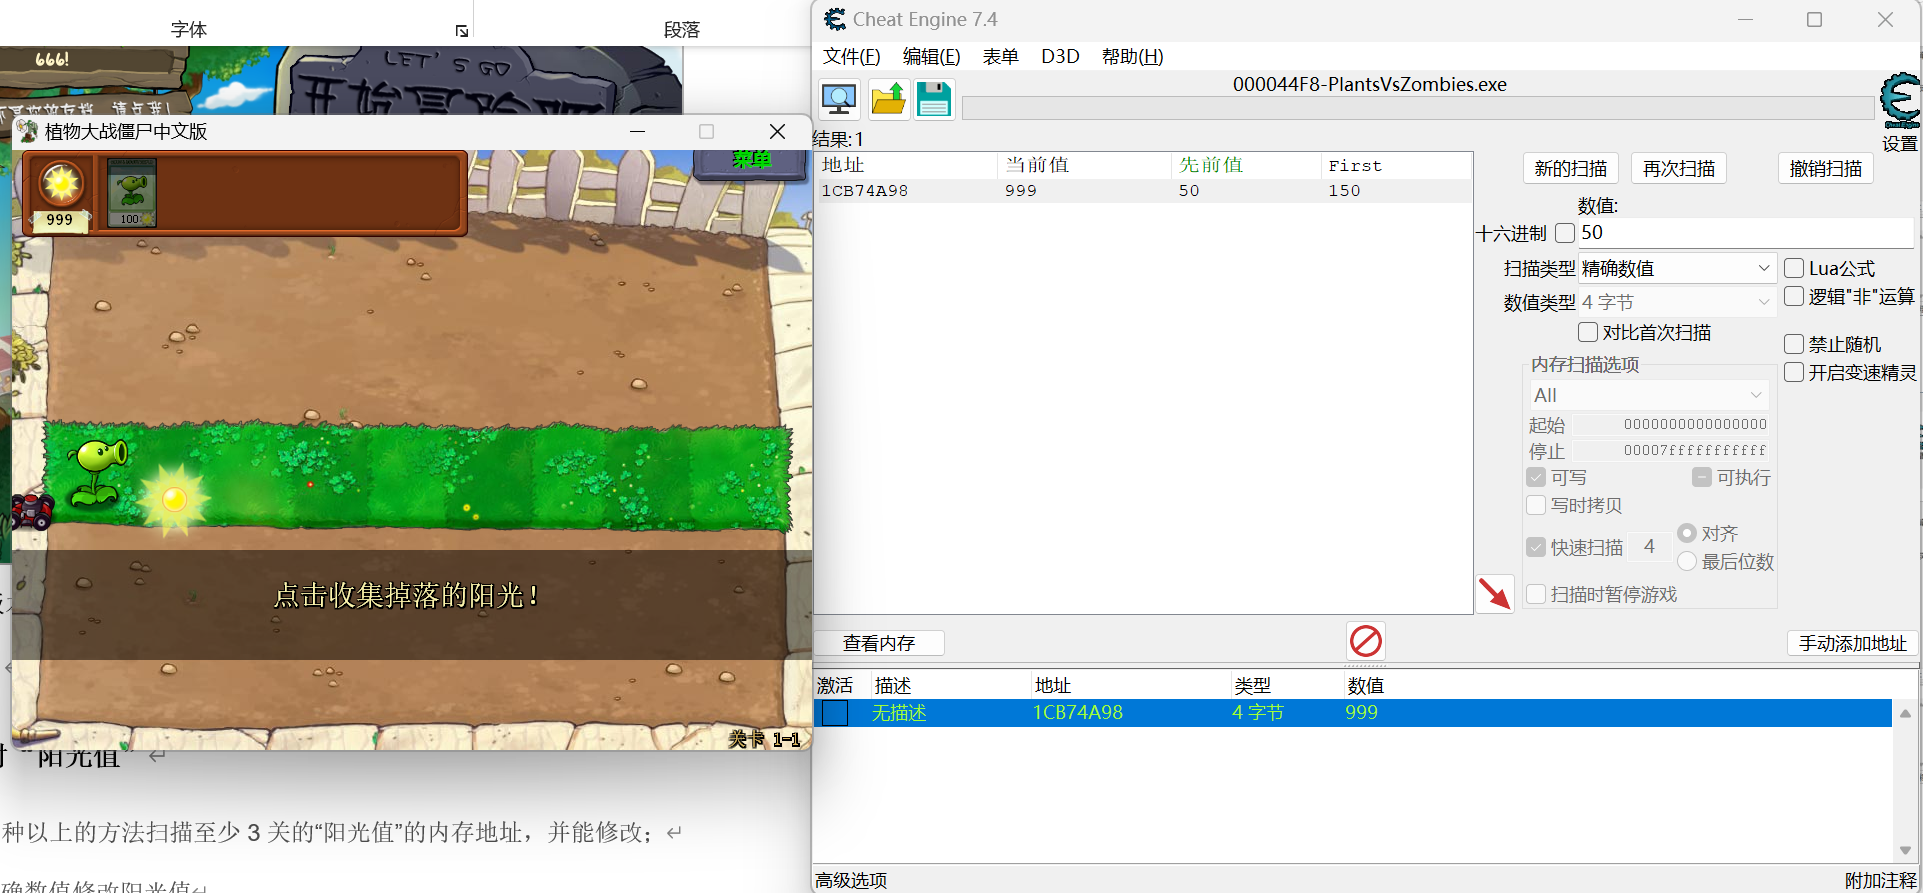 字体
段落
666!
LET'S GO
开始冒险吧
植物大战僵尸中文版
菜单
999
100
点击收集掉落的阳光！
关卡 1-1
“阳光值” ↵
种以上的方法扫描至少 3 关的“阳光值”的内存地址，并能修改；↵
确数值修改阳光值↵
Cheat Engine 7.4
文件(F) 编辑(E) 表单 D3D 帮助(H)
000044F8-PlantsVsZombies.exe
Cheat Engine
设置
结果:1
地址 当前值 先前值 First
1CB74A98 999 50 150
新的扫描 再次扫描 撤销扫描
数值:
十六进制 50
扫描类型 精确数值 Lua公式
数值类型 4 字节 逻辑"非"运算
对比首次扫描
禁止随机
内存扫描选项
开启变速精灵
All
起始 0000000000000000
停止 00007fffffffffff
可写 可执行
写时拷贝
快速扫描 4 对齐
最后位数
扫描时暂停游戏
查看内存 手动添加地址
激活 描述 地址 类型 数值
无描述 1CB74A98 4 字节 999
高级选项 附加注释